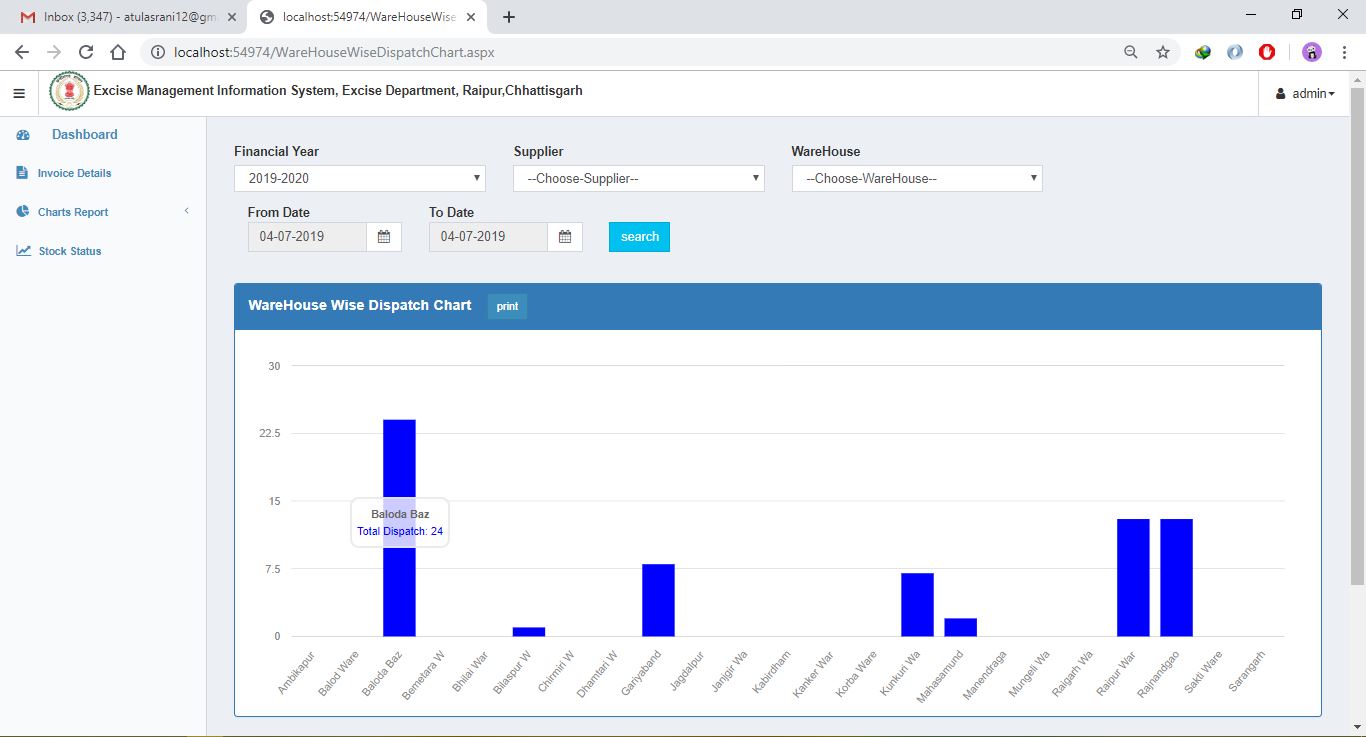 Inbox (3,347) - atulasrani12@gm
localhost:54974/WareHouseWise
localhost:54974/WareHouseWiseDispatchChart.aspx
Excise Management Information System, Excise Department, Raipur,Chhattisgarh
admin
Dashboard
Invoice Details
Charts Report
Stock Status
Financial Year
Supplier
WareHouse
2019-2020
--Choose-Supplier--
--Choose-WareHouse--
From Date
To Date
04-07-2019
04-07-2019
search
WareHouse Wise Dispatch Chart
print
30
22.5
15
7.5
0
Baloda Baz
Total Dispatch: 24
Ambikapur
Balod Ware
Baloda Baz
Bemetara W
Bhilai War
Bilaspur W
Chirmiri W
Dhamtari W
Gariyaband
Jagdalpur
Janjgir Wa
Kabirdham
Kanker War
Korba Ware
Kunkuri Wa
Mahasamund
Manendraga
Mungeli Wa
Raigarh Wa
Raipur War
Rajnandgao
Sakti Ware
Sarangarh